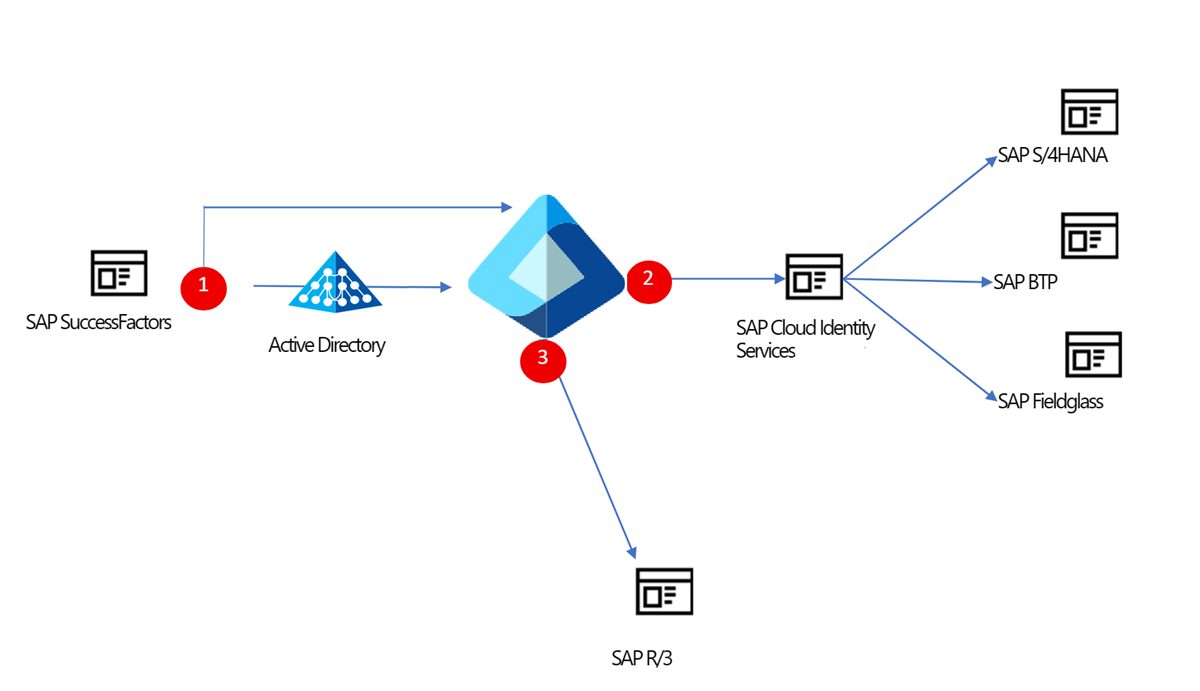 SAP S/4HANA
SAP BTP
1
2
SAP SuccessFactors
Active Directory
SAP Cloud Identity
Services
3
SAP Fieldglass
SAP R/3